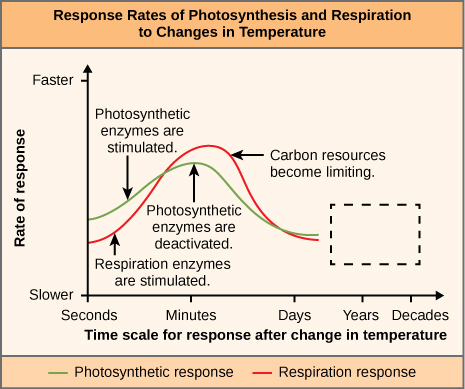 Response Rates of Photosynthesis and Respiration
to Changes in Temperature
Faster
Photosynthetic
enzymes are
stimulated.
Carbon resources
become limiting.
Rate of response
Photosynthetic
enzymes are
deactivated.
Respiration enzymes
are stimulated.
Slower
Seconds Minutes Days Years Decades
Time scale for response after change in temperature
Photosynthetic response Respiration response